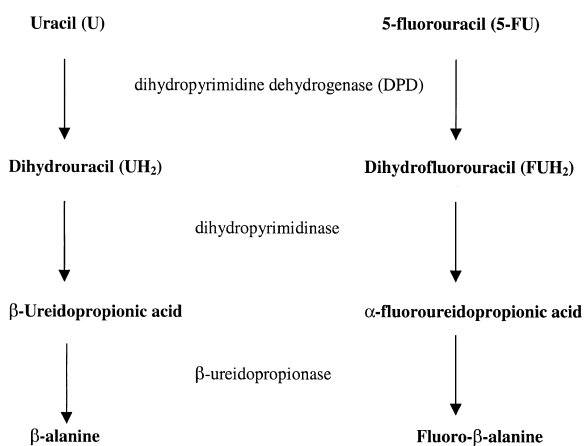 Uracil (U)
5-fluorouracil (5-FU)
dihydropyrimidine dehydrogenase (DPD)
Dihydrouracil (UH₂)
Dihydrofluorouracil (FUH₂)
dihydropyrimidinase
β-Ureidopropionic acid
α-fluoroureidopropionic acid
β-ureidopropionase
β-alanine
Fluoro-β-alanine